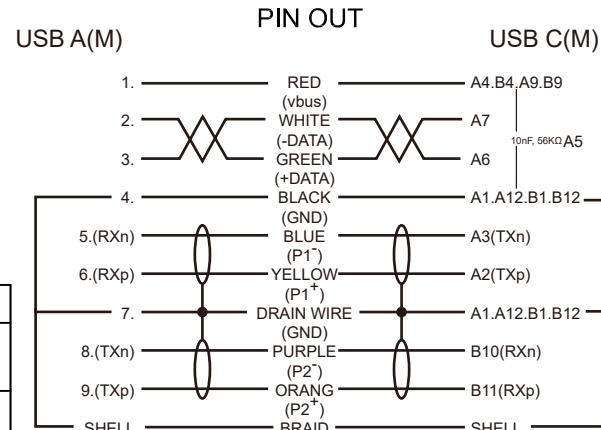 PIN OUT
USB A(M) USB C(M)
1. RED A4.B4.A9.B9
(vbus)
2. WHITE A7
(-DATA) 10nF, 56KΩ A5
3. GREEN A6
(+DATA)
4. BLACK A1.A12.B1.B12
(GND)
5.(RXn) BLUE A3(TXn)
(P1-)
6.(RXp) YELLOW A2(TXp)
(P1+)
7. DRAIN WIRE A1.A12.B1.B12
(GND)
8.(TXn) PURPLE B10(RXn)
(P2-)
9.(TXp) ORANG B11(RXp)
(P2+)
SHELL BRAID SHELL